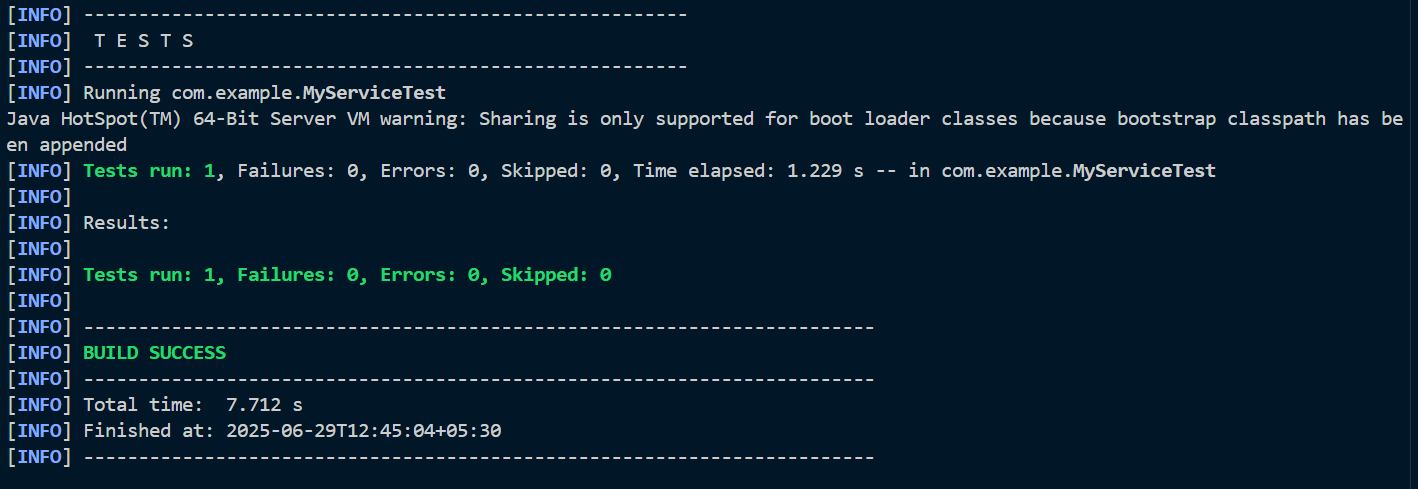 [INFO] -------------------------------------------------------
[INFO]  T E S T S
[INFO] -------------------------------------------------------
[INFO] Running com.example.MyServiceTest
Java HotSpot(TM) 64-Bit Server VM warning: Sharing is only supported for boot loader classes because bootstrap classpath has be
en appended
[INFO] Tests run: 1, Failures: 0, Errors: 0, Skipped: 0, Time elapsed: 1.229 s -- in com.example.MyServiceTest
[INFO]
[INFO] Results:
[INFO]
[INFO] Tests run: 1, Failures: 0, Errors: 0, Skipped: 0
[INFO]
[INFO] ------------------------------------------------------------------------
[INFO] BUILD SUCCESS
[INFO] ------------------------------------------------------------------------
[INFO] Total time:  7.712 s
[INFO] Finished at: 2025-06-29T12:45:04+05:30
[INFO] ------------------------------------------------------------------------